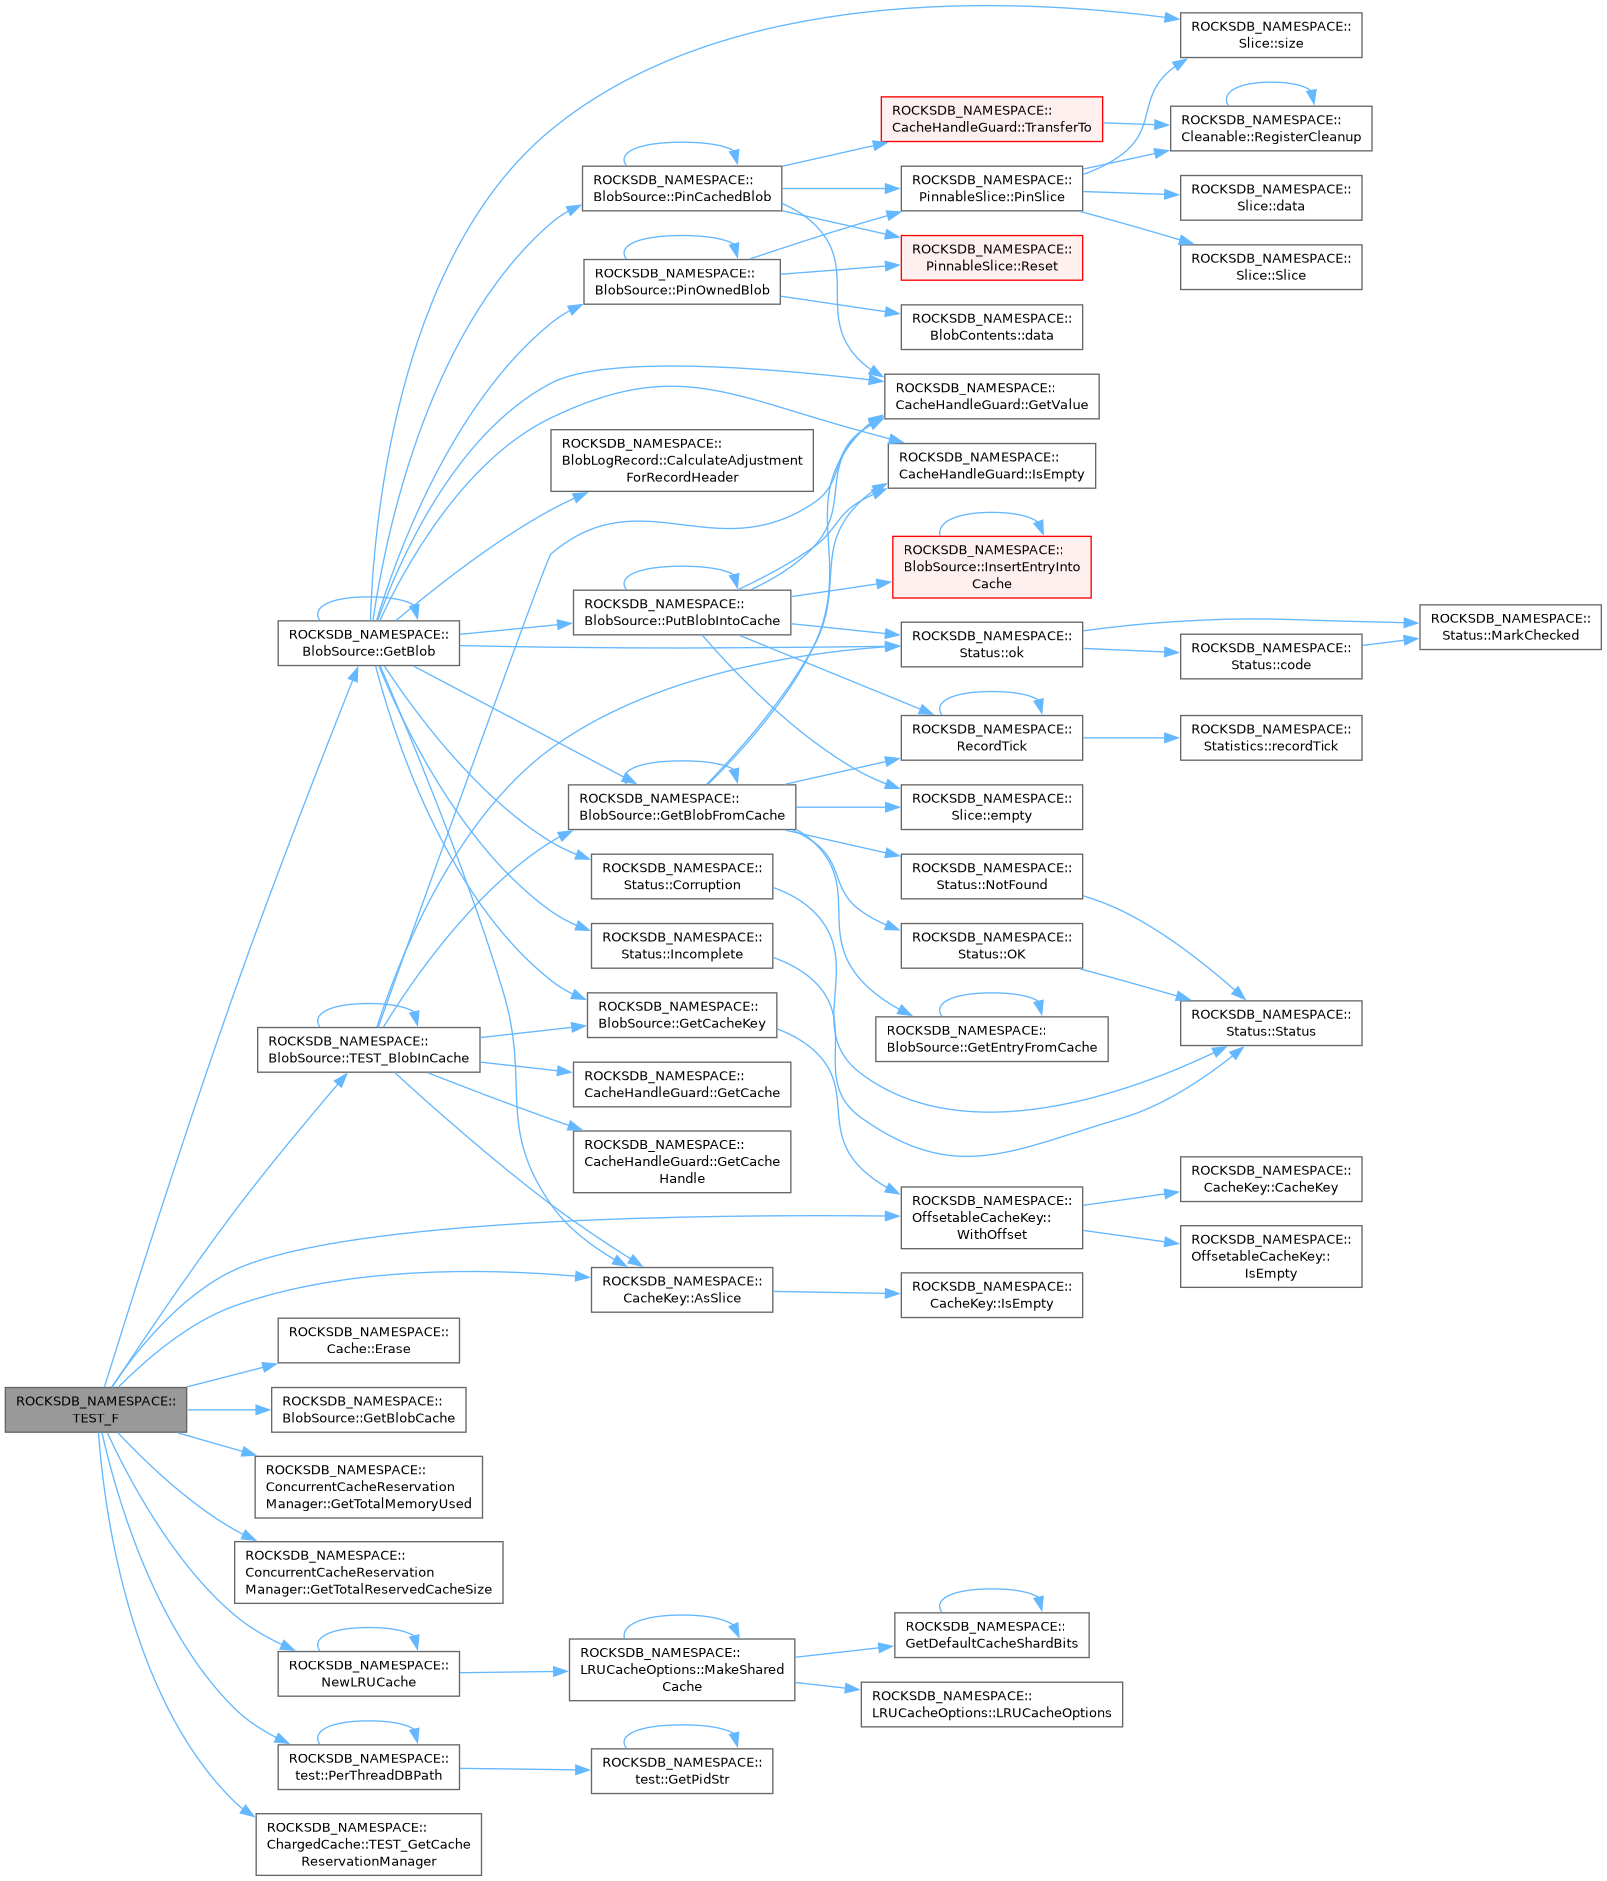 ROCKSDB_NAMESPACE::
Slice::size
ROCKSDB_NAMESPACE::
Cleanable::RegisterCleanup
ROCKSDB_NAMESPACE::
CacheHandleGuard::TransferTo
ROCKSDB_NAMESPACE::
BlobSource::PinCachedBlob
ROCKSDB_NAMESPACE::
PinnableSlice::PinSlice
ROCKSDB_NAMESPACE::
Slice::data
ROCKSDB_NAMESPACE::
PinnableSlice::Reset
ROCKSDB_NAMESPACE::
Slice::Slice
ROCKSDB_NAMESPACE::
BlobSource::PinOwnedBlob
ROCKSDB_NAMESPACE::
BlobContents::data
ROCKSDB_NAMESPACE::
CacheHandleGuard::GetValue
ROCKSDB_NAMESPACE::
BlobLogRecord::CalculateAdjustment
ForRecordHeader
ROCKSDB_NAMESPACE::
CacheHandleGuard::IsEmpty
ROCKSDB_NAMESPACE::
BlobSource::InsertEntryInto
Cache
ROCKSDB_NAMESPACE::
BlobSource::PutBlobIntoCache
ROCKSDB_NAMESPACE::
Status::MarkChecked
ROCKSDB_NAMESPACE::
BlobSource::GetBlob
ROCKSDB_NAMESPACE::
Status::ok
ROCKSDB_NAMESPACE::
Status::code
ROCKSDB_NAMESPACE::
RecordTick
ROCKSDB_NAMESPACE::
Statistics::recordTick
ROCKSDB_NAMESPACE::
BlobSource::GetBlobFromCache
ROCKSDB_NAMESPACE::
Slice::empty
ROCKSDB_NAMESPACE::
Status::Corruption
ROCKSDB_NAMESPACE::
Status::NotFound
ROCKSDB_NAMESPACE::
Status::Incomplete
ROCKSDB_NAMESPACE::
Status::OK
ROCKSDB_NAMESPACE::
BlobSource::GetCacheKey
ROCKSDB_NAMESPACE::
Status::Status
ROCKSDB_NAMESPACE::
BlobSource::GetEntryFromCache
ROCKSDB_NAMESPACE::
BlobSource::TEST_BlobInCache
ROCKSDB_NAMESPACE::
CacheHandleGuard::GetCache
ROCKSDB_NAMESPACE::
CacheHandleGuard::GetCache
Handle
ROCKSDB_NAMESPACE::
CacheKey::CacheKey
ROCKSDB_NAMESPACE::
OffsetableCacheKey::
WithOffset
ROCKSDB_NAMESPACE::
OffsetableCacheKey::
IsEmpty
ROCKSDB_NAMESPACE::
CacheKey::AsSlice
ROCKSDB_NAMESPACE::
CacheKey::IsEmpty
ROCKSDB_NAMESPACE::
Cache::Erase
ROCKSDB_NAMESPACE::
TEST_F
ROCKSDB_NAMESPACE::
BlobSource::GetBlobCache
ROCKSDB_NAMESPACE::
ConcurrentCacheReservation
Manager::GetTotalMemoryUsed
ROCKSDB_NAMESPACE::
ConcurrentCacheReservation
Manager::GetTotalReservedCacheSize
ROCKSDB_NAMESPACE::
NewLRUCache
ROCKSDB_NAMESPACE::
LRUCacheOptions::MakeShared
Cache
ROCKSDB_NAMESPACE::
GetDefaultCacheShardBits
ROCKSDB_NAMESPACE::
LRUCacheOptions::LRUCacheOptions
ROCKSDB_NAMESPACE::
test::PerThreadDBPath
ROCKSDB_NAMESPACE::
test::GetPidStr
ROCKSDB_NAMESPACE::
ChargedCache::TEST_GetCache
ReservationManager